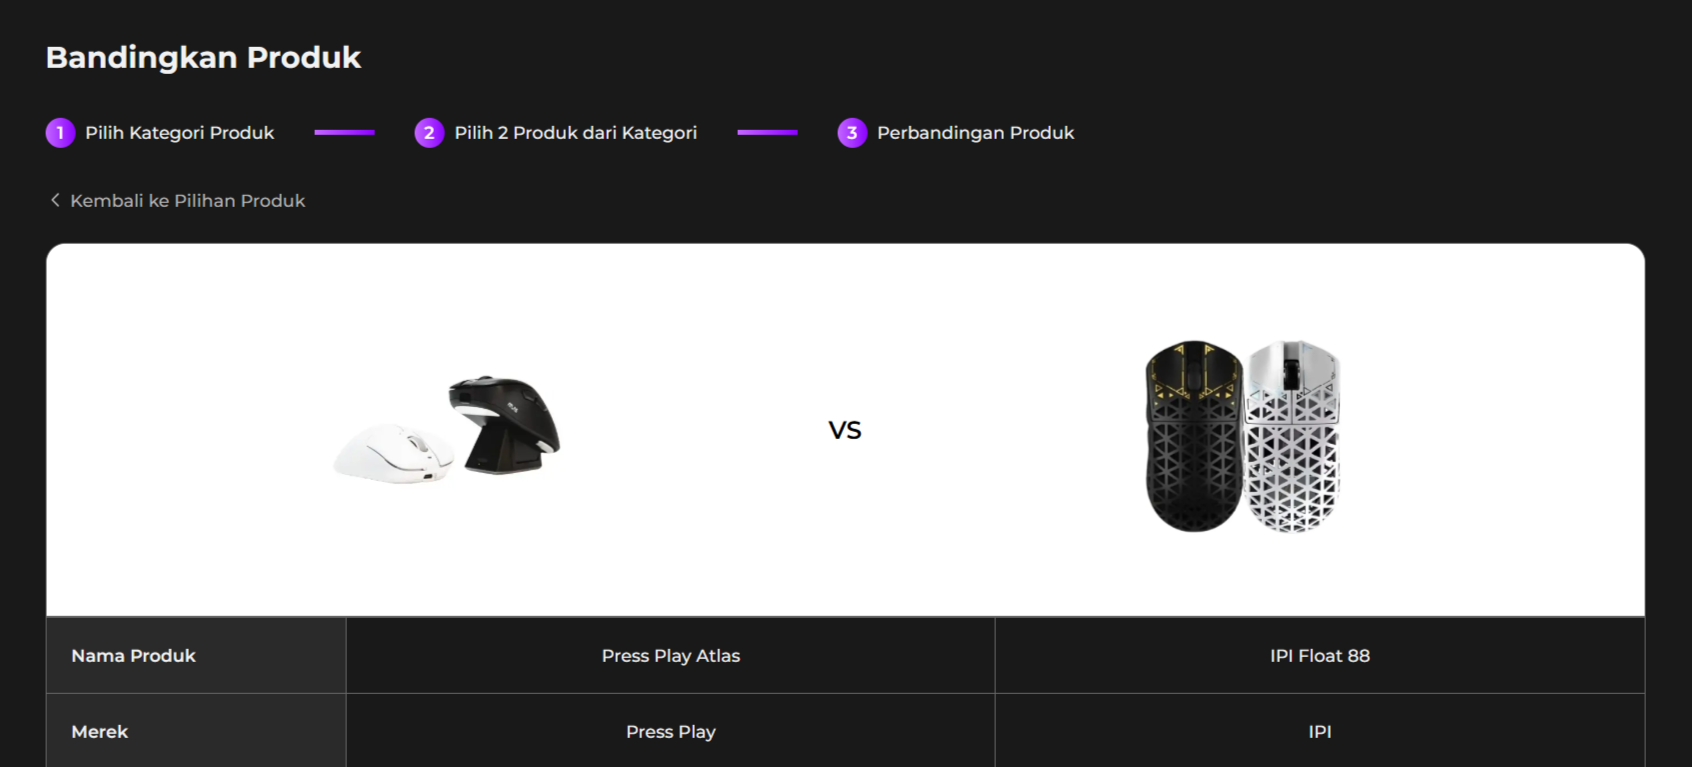 Bandingkan Produk
1 Pilih Kategori Produk
2 Pilih 2 Produk dari Kategori
3 Perbandingan Produk
Kembali ke Pilihan Produk
VS
Nama Produk
Press Play Atlas
IPI Float 88
Merek
Press Play
IPI